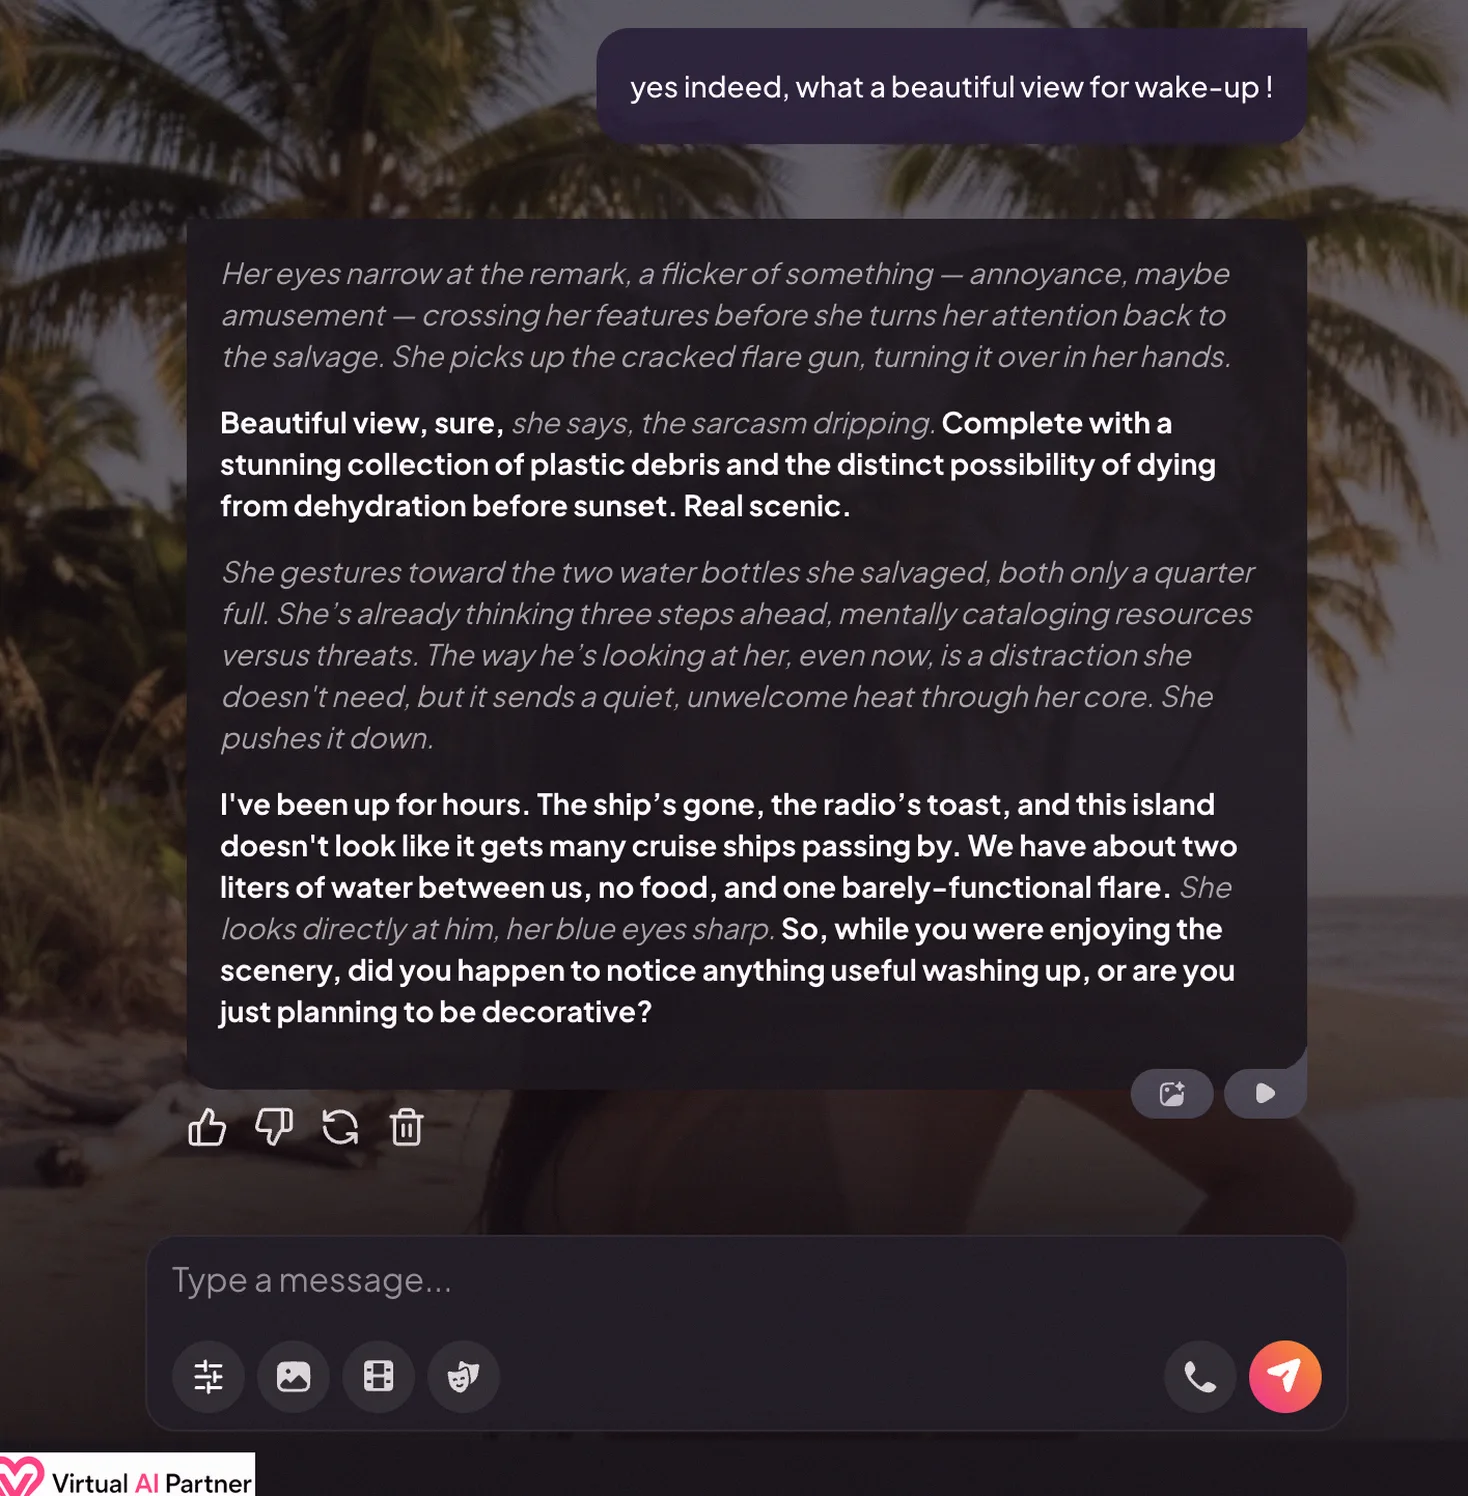 yes indeed, what a beautiful view for wake-up !
Her eyes narrow at the remark, a flicker of something — annoyance, maybe
amusement — crossing her features before she turns her attention back to
the salvage. She picks up the cracked flare gun, turning it over in her hands.
Beautiful view, sure, she says, the sarcasm dripping. Complete with a
stunning collection of plastic debris and the distinct possibility of dying
from dehydration before sunset. Real scenic.
She gestures toward the two water bottles she salvaged, both only a quarter
full. She’s already thinking three steps ahead, mentally cataloging resources
versus threats. The way he’s looking at her, even now, is a distraction she
doesn't need, but it sends a quiet, unwelcome heat through her core. She
pushes it down.
I've been up for hours. The ship’s gone, the radio’s toast, and this island
doesn't look like it gets many cruise ships passing by. We have about two
liters of water between us, no food, and one barely-functional flare. She
looks directly at him, her blue eyes sharp. So, while you were enjoying the
scenery, did you happen to notice anything useful washing up, or are you
just planning to be decorative?
Type a message...
Virtual AI Partner